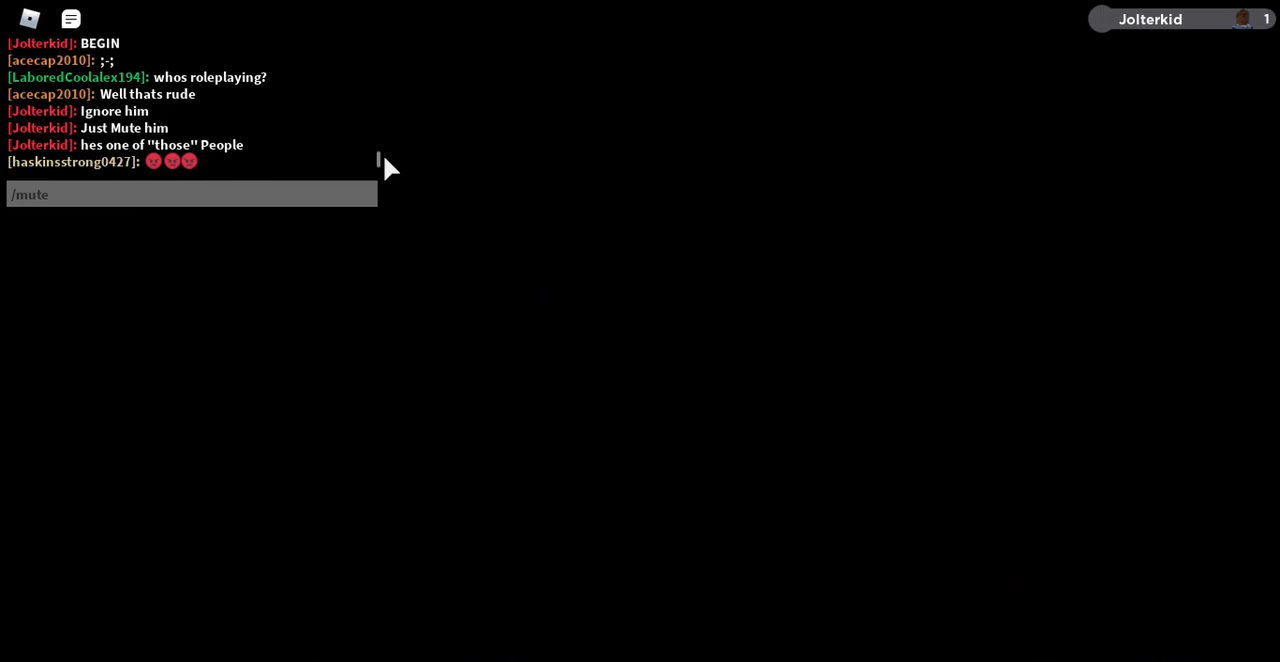 Jolterkid 1
[Jolterkid]: BEGIN
[acecap2010]: ;-;
[LaboredCoolalex194]: whos roleplaying?
[acecap2010]: Well thats rude
[Jolterkid]: Ignore him
[Jolterkid]: Just Mute him
[Jolterkid]: hes one of "those" People
[haskinsstrong0427]: 😡😡😡
/mute